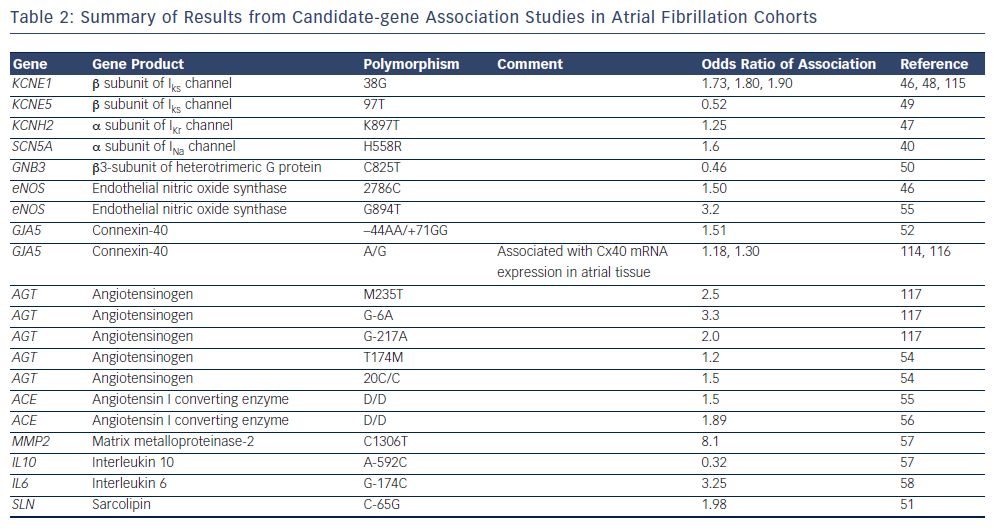 Table 2: Summary of Results from Candidate-gene Association Studies in Atrial Fibrillation Cohorts
Gene Gene Product Polymorphism Comment Odds Ratio of Association Reference
KCNE1 β subunit of Iks channel 38G 1.73, 1.80, 1.90 46, 48, 115
KCNE5 β subunit of Iks channel 97T 0.52 49
KCNH2 α subunit of IKr channel K897T 1.25 47
SCN5A α subunit of INa channel H558R 1.6 40
GNB3 β3-subunit of heterotrimeric G protein C825T 0.46 50
eNOS Endothelial nitric oxide synthase 2786C 1.50 46
eNOS Endothelial nitric oxide synthase G894T 3.2 55
GJA5 Connexin-40 –44AA/+71GG 1.51 52
GJA5 Connexin-40 A/G Associated with Cx40 mRNA 1.18, 1.30 114, 116
expression in atrial tissue
AGT Angiotensinogen M235T 2.5 117
AGT Angiotensinogen G-6A 3.3 117
AGT Angiotensinogen G-217A 2.0 117
AGT Angiotensinogen T174M 1.2 54
AGT Angiotensinogen 20C/C 1.5 54
ACE Angiotensin I converting enzyme D/D 1.5 55
ACE Angiotensin I converting enzyme D/D 1.89 56
MMP2 Matrix metalloproteinase-2 C1306T 8.1 57
IL10 Interleukin 10 A-592C 0.32 57
IL6 Interleukin 6 G-174C 3.25 58
SLN Sarcolipin C-65G 1.98 51